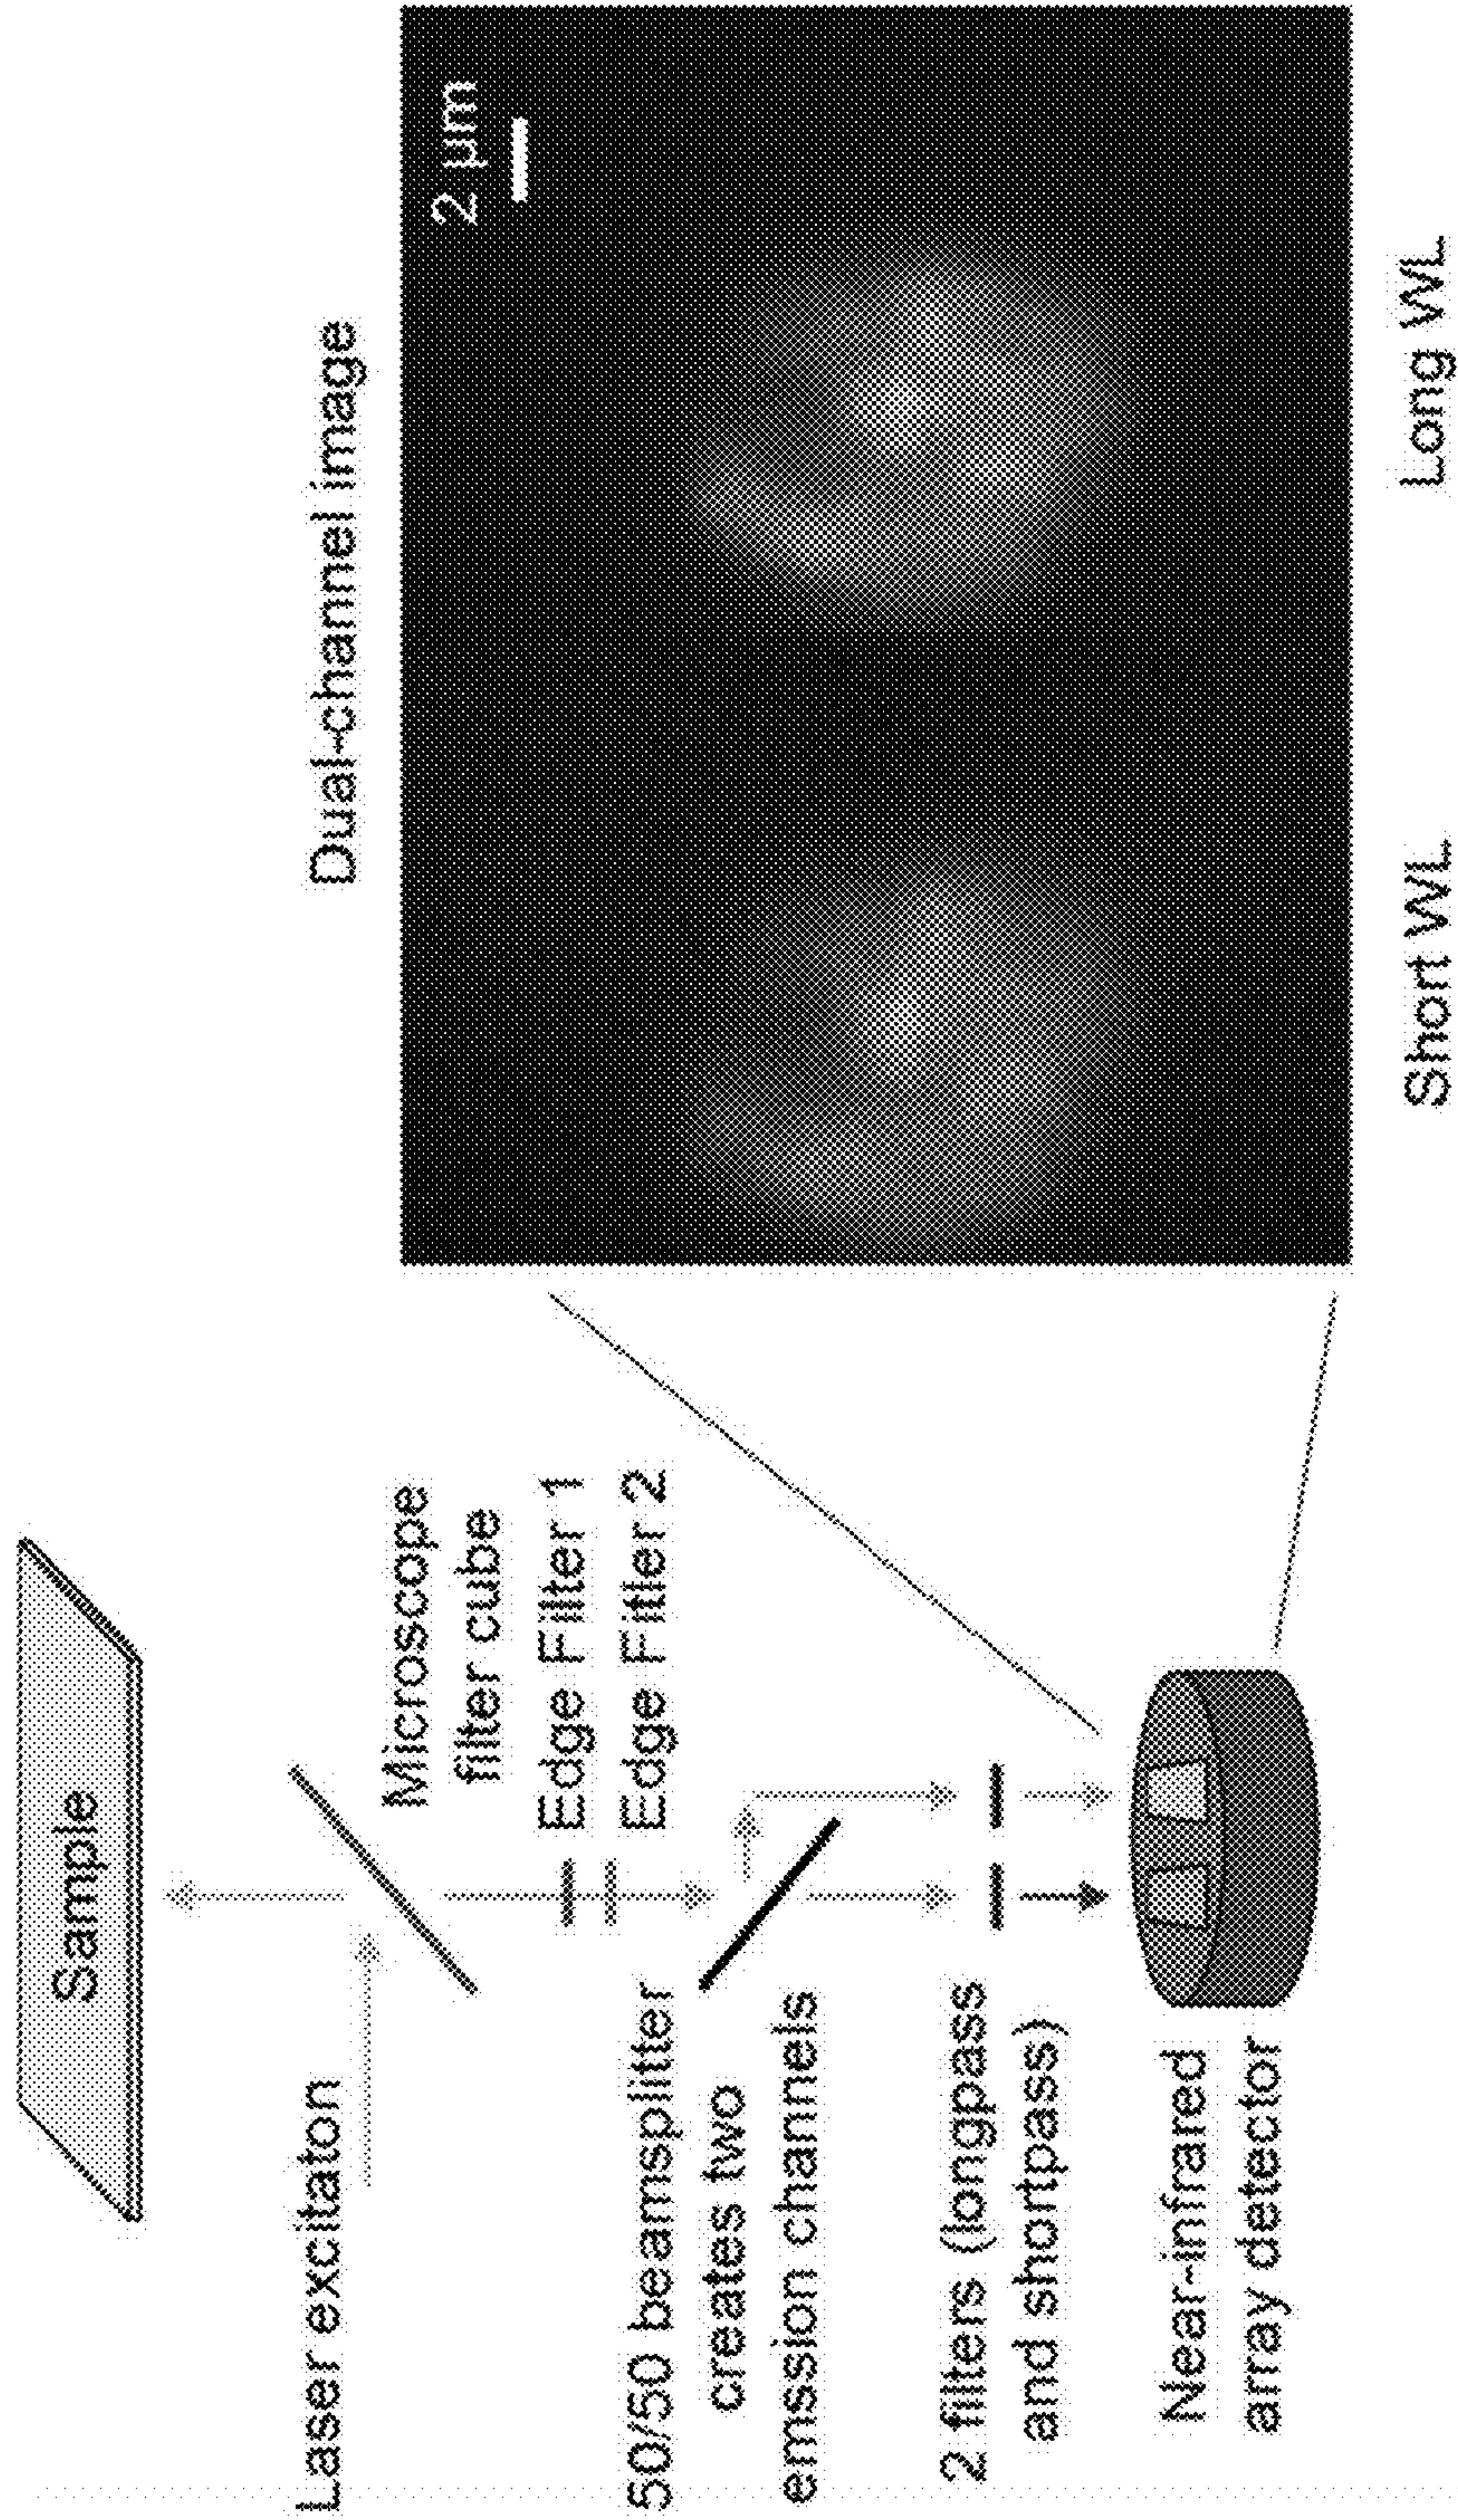 Sample
Laser excitaton
Microscope
filter cube
Edge Filter 1
Edge Filter 2
50/50 beamsplitter
creates two
emssion channels
2 filters (longpass
and shortpass)
Near-infrared
array detector
Dual-channel image
2 µm
Short WL
Long WL